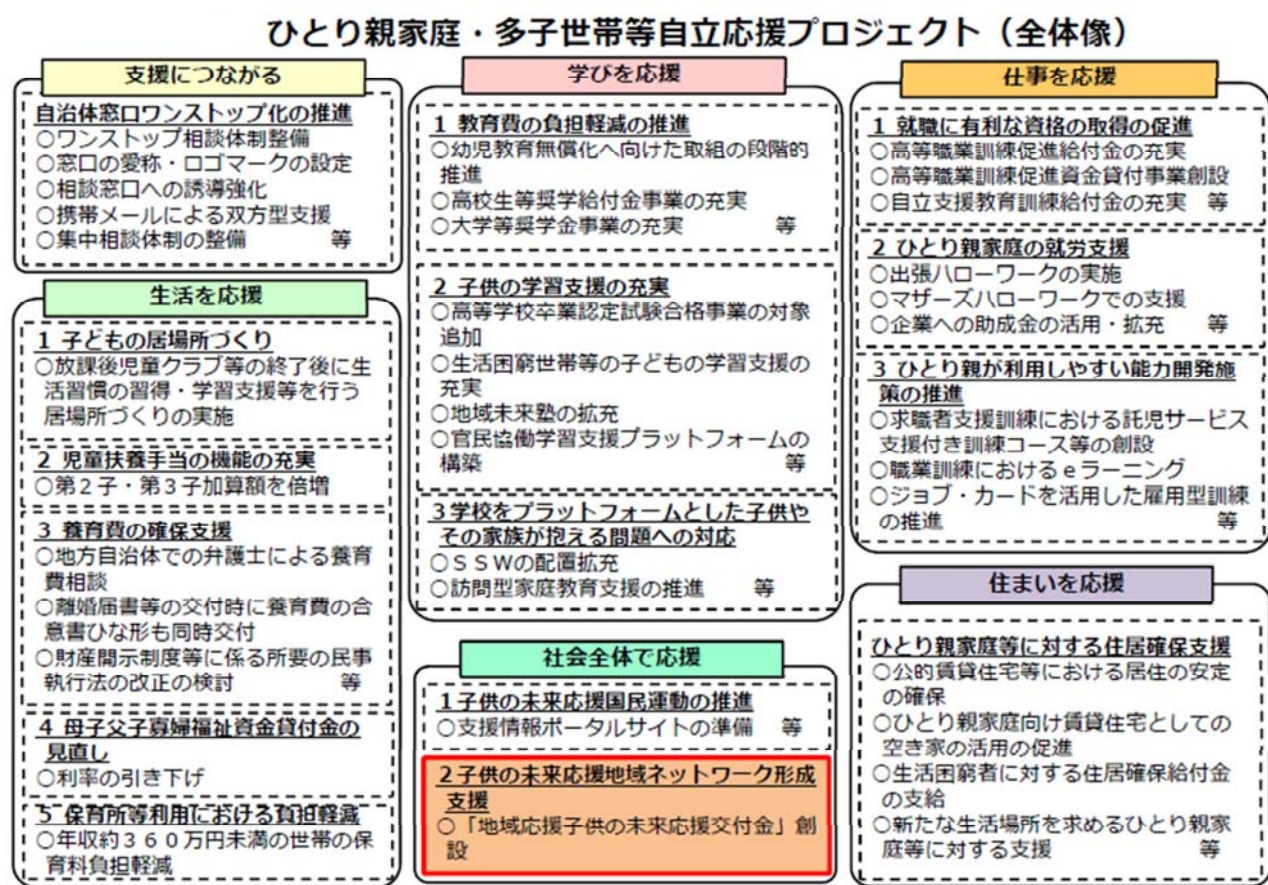 ひとり親家庭・多子世帯等自立応援プロジェクト（全体像）
支援につながる
自治体窓口ワンストップ化の推進
○ワンストップ相談体制整備
○窓口の愛称・ロゴマークの設定
○相談窓口への誘導強化
○携帯メールによる双方型支援
○集中相談体制の整備 等
生活を応援
1 子どもの居場所づくり
○放課後児童クラブ等の終了後に生
活習慣の習得・学習支援等を行う
居場所づくりの実施
2 児童扶養手当の機能の充実
○第２子・第３子加算額を倍増
3 養育費の確保支援
○地方自治体での弁護士による養育
費相談
○離婚届書等の交付時に養育費の合
意書ひな形も同時交付
○財産開示制度等に係る所要の民事
執行法の改正の検討 等
4 母子父子寡婦福祉資金貸付金の
見直し
○利率の引き下げ
5 保育所等利用における負担軽減
○年収約３６０万円未満の世帯の保
育料負担軽減
学びを応援
1 教育費の負担軽減の推進
○幼児教育無償化へ向けた取組の段階的
推進
○高校生等奨学給付金事業の充実
○大学等奨学金事業の充実 等
2 子供の学習支援の充実
○高等学校卒業認定試験合格事業の対象
追加
○生活困窮世帯等の子どもの学習支援の
充実
○地域未来塾の拡充
○官民協働学習支援プラットフォームの
構築 等
3学校をプラットフォームとした子供や
その家族が抱える問題への対応
○ＳＳＷの配置拡充
○訪問型家庭教育支援の推進 等
社会全体で応援
1子供の未来応援国民運動の推進
○支援情報ポータルサイトの準備 等
2子供の未来応援地域ネットワーク形成
支援
○「地域応援子供の未来応援交付金」創
設
仕事を応援
1 就職に有利な資格の取得の促進
○高等職業訓練促進給付金の充実
○高等職業訓練促進資金貸付事業創設
○自立支援教育訓練給付金の充実 等
2 ひとり親家庭の就労支援
○出張ハローワークの実施
○マザーズハローワークでの支援
○企業への助成金の活用・拡充 等
3 ひとり親が利用しやすい能力開発施
策の推進
○求職者支援訓練における託児サービス
支援付き訓練コース等の創設
○職業訓練におけるｅラーニング
○ジョブ・カードを活用した雇用型訓練
の推進 等
住まいを応援
ひとり親家庭等に対する住居確保支援
○公的賃貸住宅等における居住の安定
の確保
○ひとり親家庭向け賃貸住宅としての
空き家の活用の促進
○生活困窮者に対する住居確保給付金
の支給
○新たな生活場所を求めるひとり親家
庭等に対する支援 等